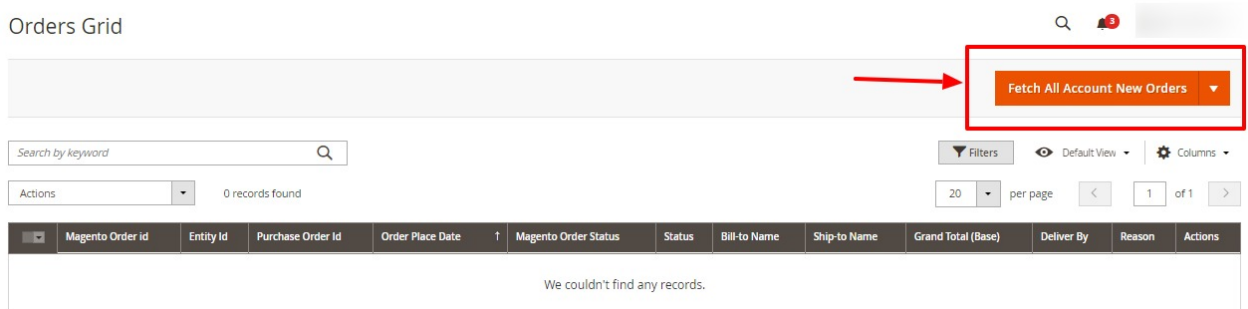 Orders Grid
3
Fetch All Account New Orders
Search by keyword
Filters
Default View
Columns
Actions
0 records found
20
per page
1
of 1
Magento Order id Entity Id Purchase Order Id Order Place Date ↑ Magento Order Status Status Bill-to Name Ship-to Name Grand Total (Base) Deliver By Reason Actions
We couldn't find any records.